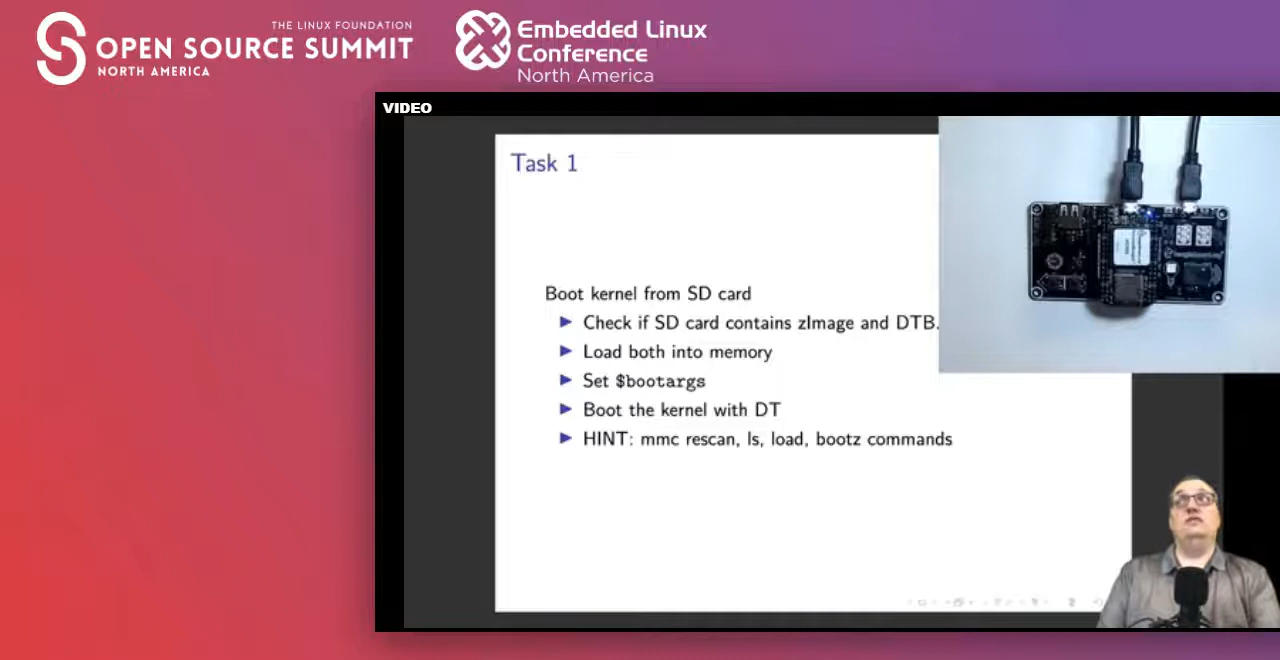 THE LINUX FOUNDATION
OPEN SOURCE SUMMIT
NORTH AMERICA
Embedded Linux
Conference
North America
VIDEO
Task 1
Boot kernel from SD card
▶ Check if SD card contains zImage and DTB.
▶ Load both into memory
▶ Set $bootargs
▶ Boot the kernel with DT
▶ HINT: mmc rescan, ls, load, bootz commands